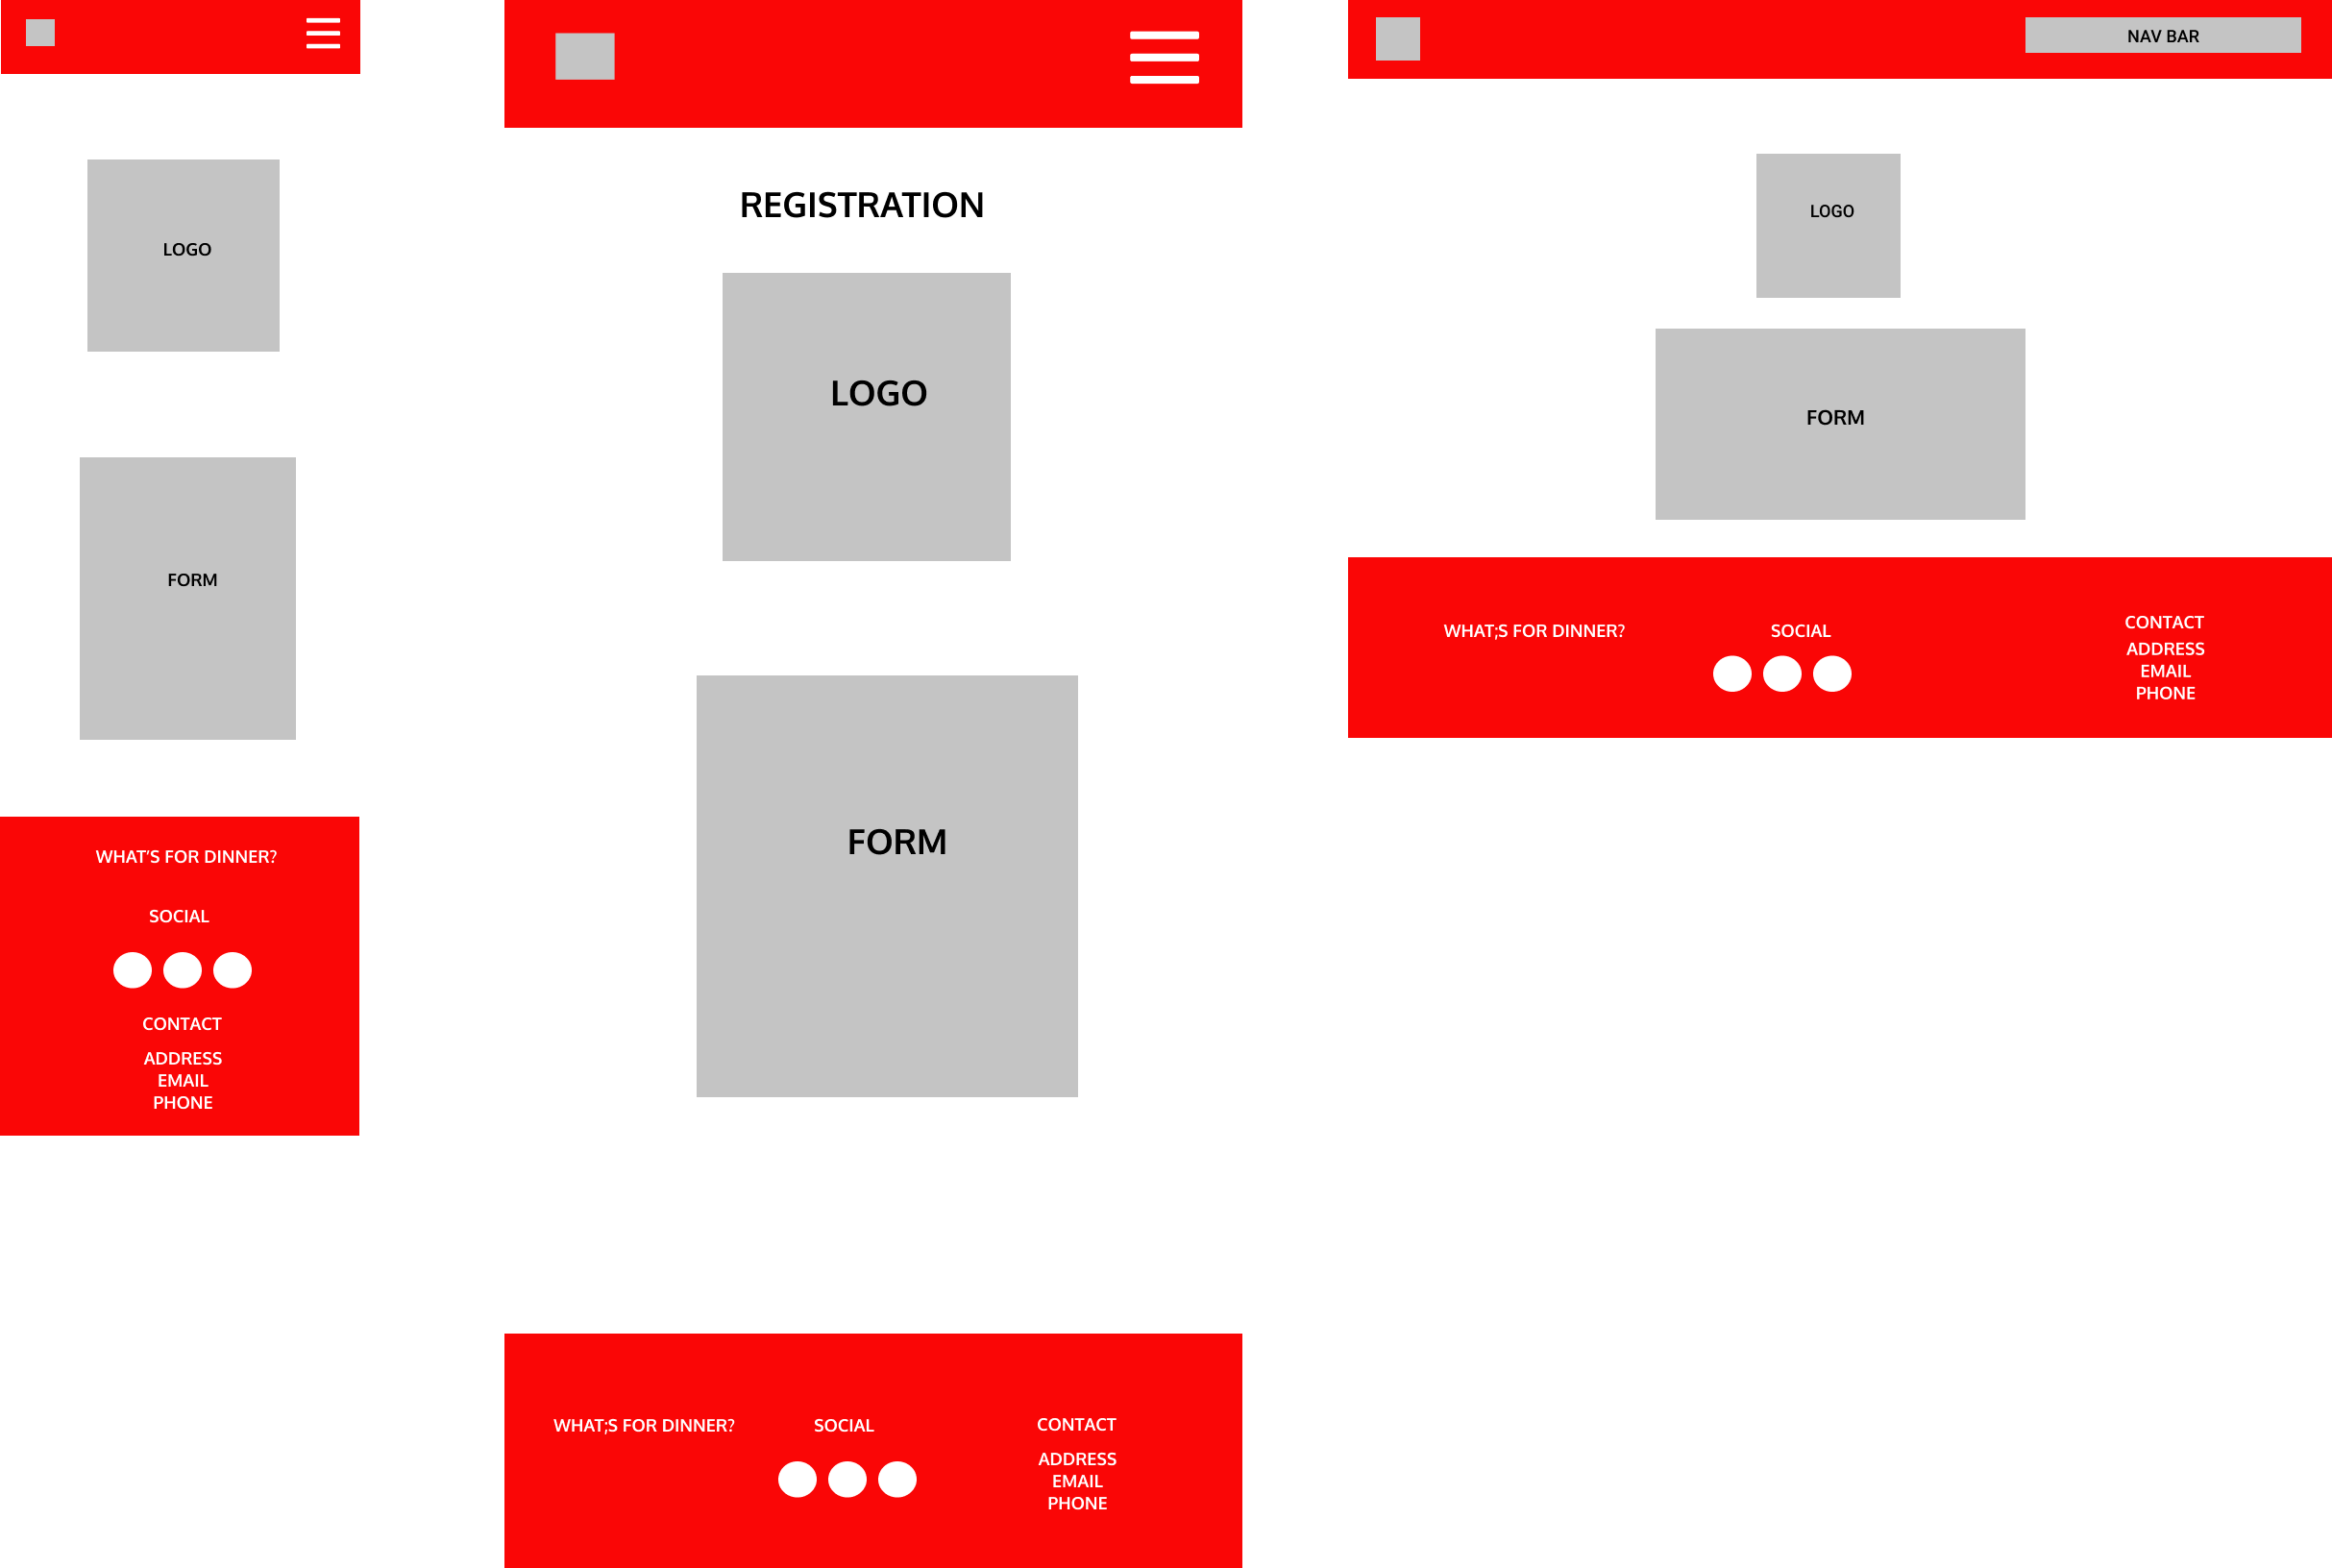 LOGO
FORM
WHAT'S FOR DINNER?
SOCIAL
CONTACT
ADDRESS
EMAIL
PHONE
REGISTRATION
LOGO
FORM
WHAT;S FOR DINNER?
SOCIAL
CONTACT
ADDRESS
EMAIL
PHONE
NAV BAR
LOGO
FORM
WHAT;S FOR DINNER?
SOCIAL
CONTACT
ADDRESS
EMAIL
PHONE